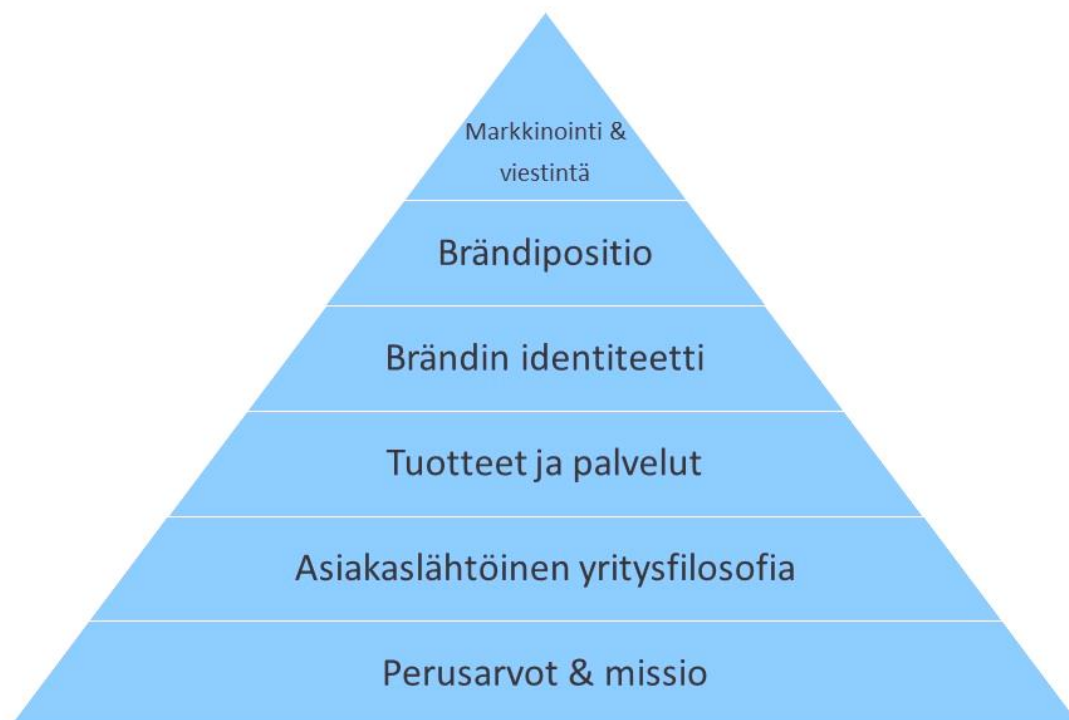 Markkinointi &
viestintä
Brändipositio
Brändin identiteetti
Tuotteet ja palvelut
Asiakaslähtöinen yritysfilosofia
Perusarvot & missio